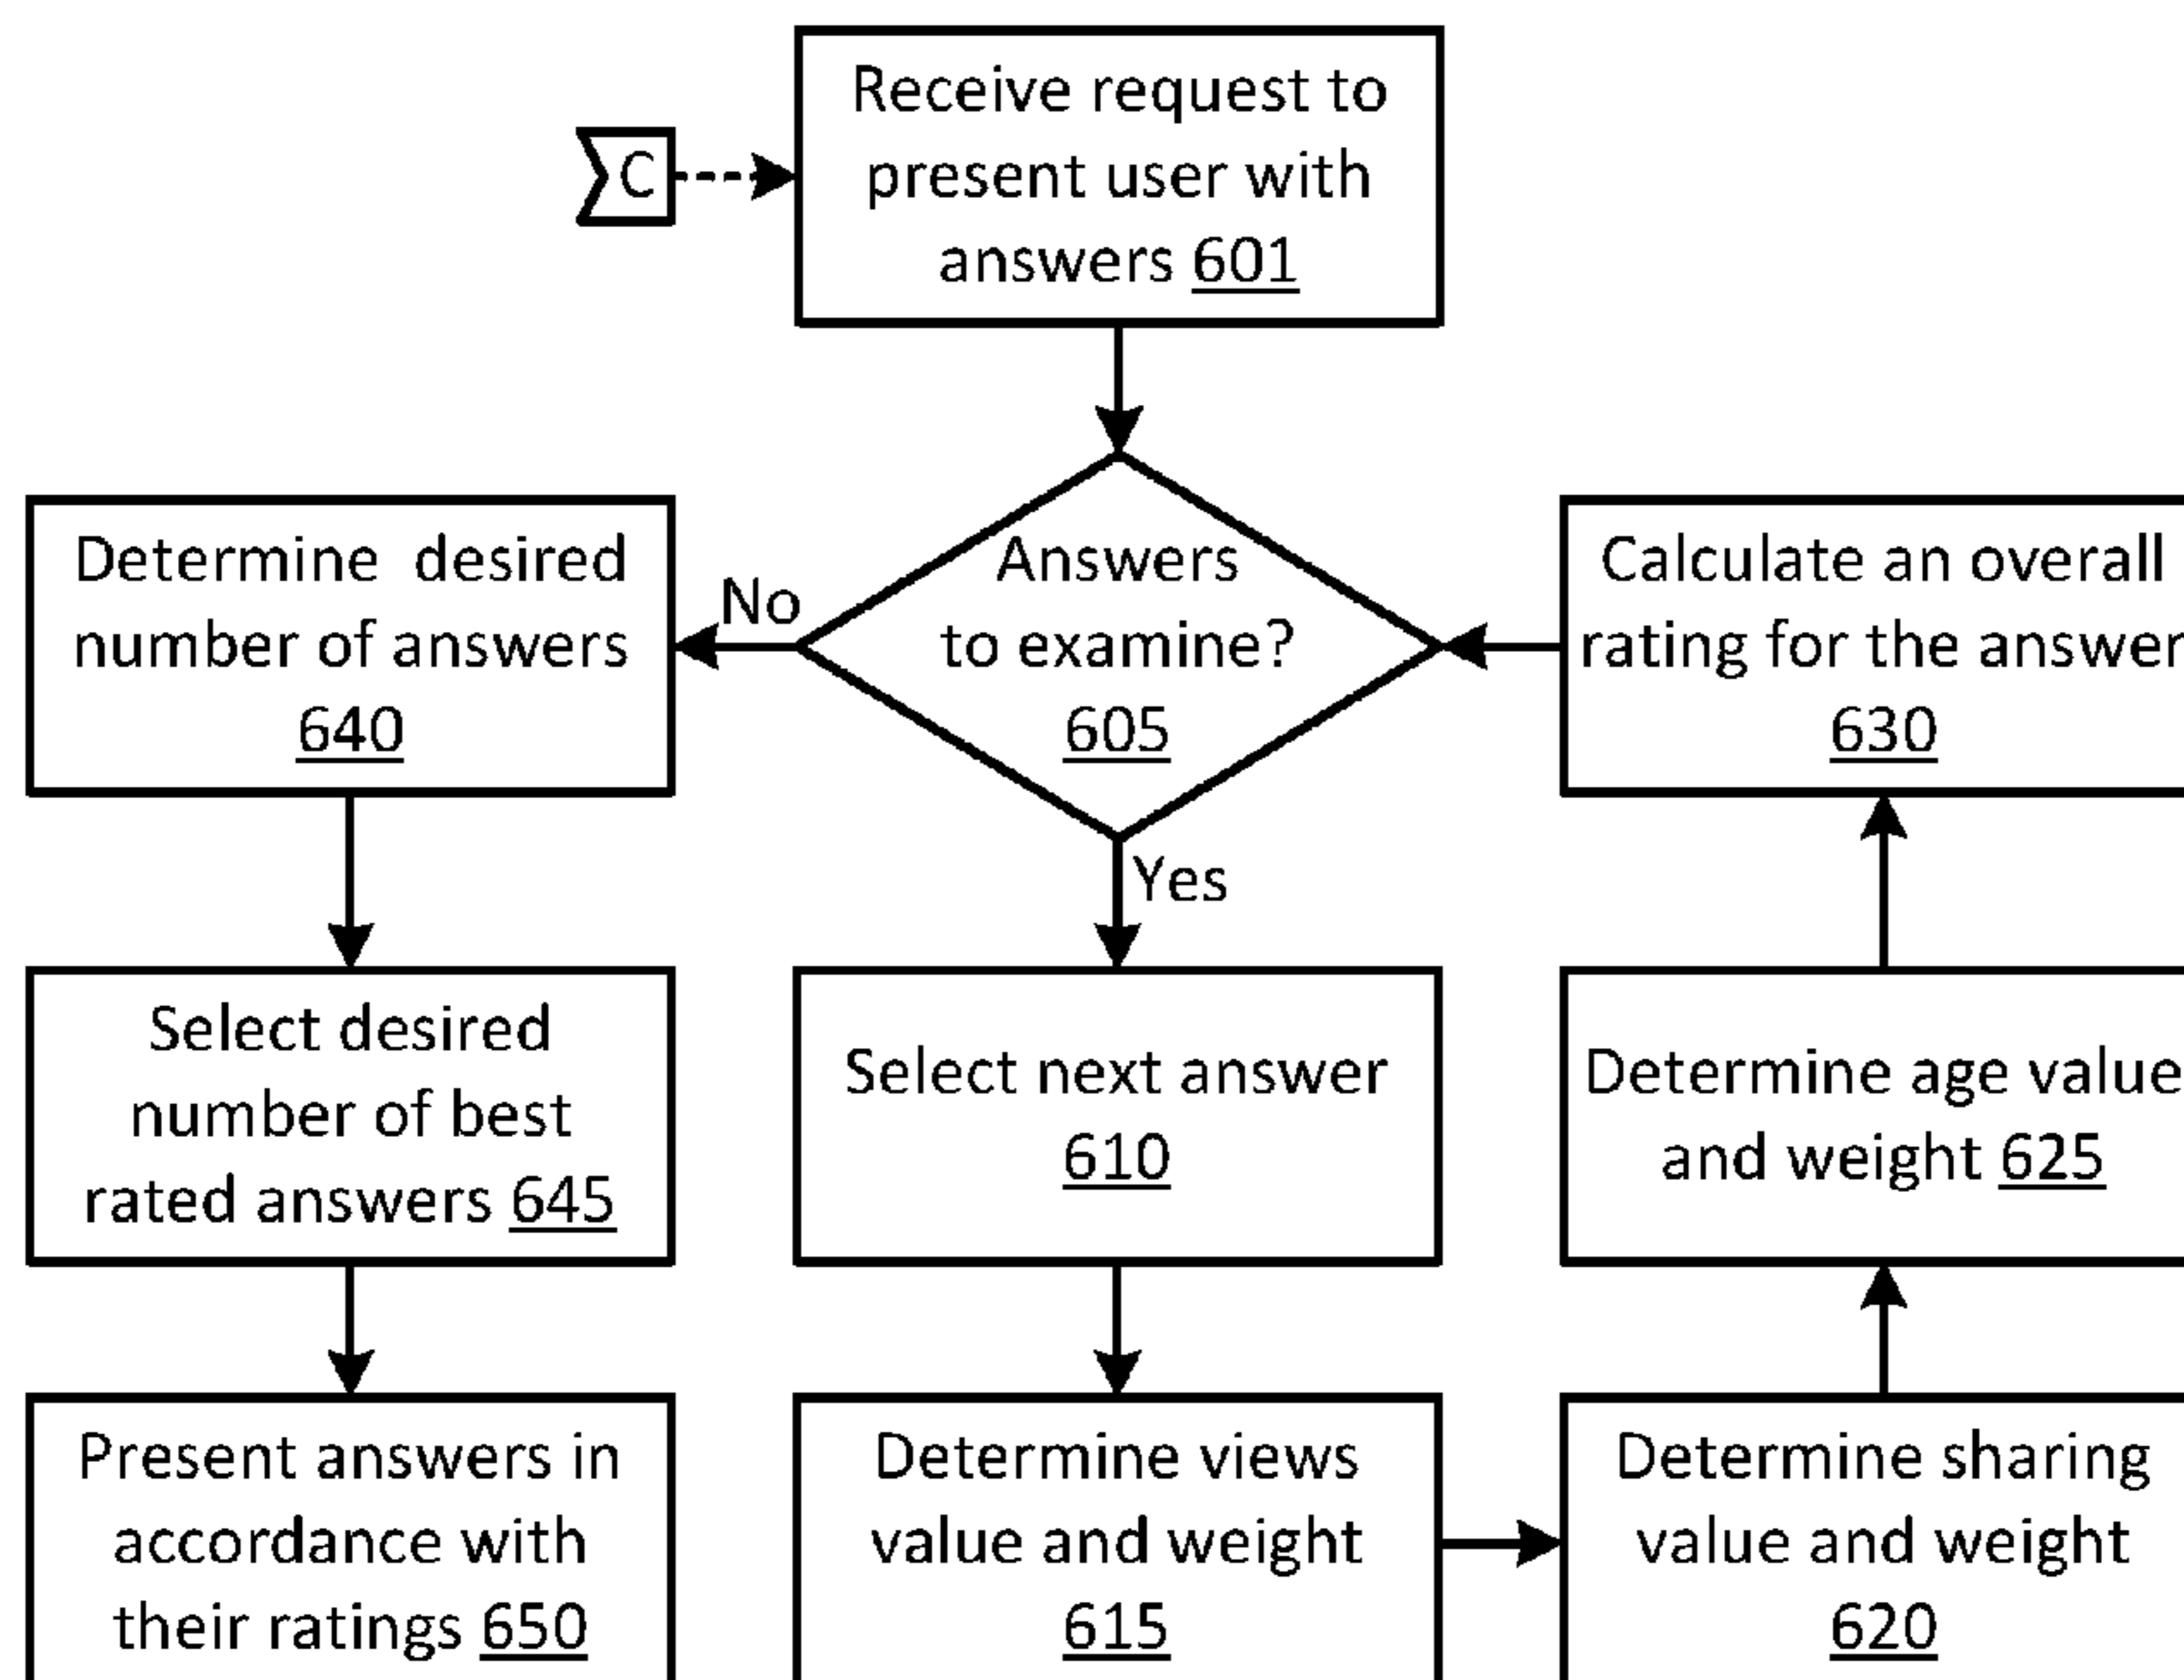 Receive request to
present user with
answers 601
C
Determine desired
number of answers
640
No
Answers
to examine?
605
Calculate an overall
rating for the answer
630
Yes
Select desired
number of best
rated answers 645
Select next answer
610
Determine age value
and weight 625
Present answers in
accordance with
their ratings 650
Determine views
value and weight
615
Determine sharing
value and weight
620